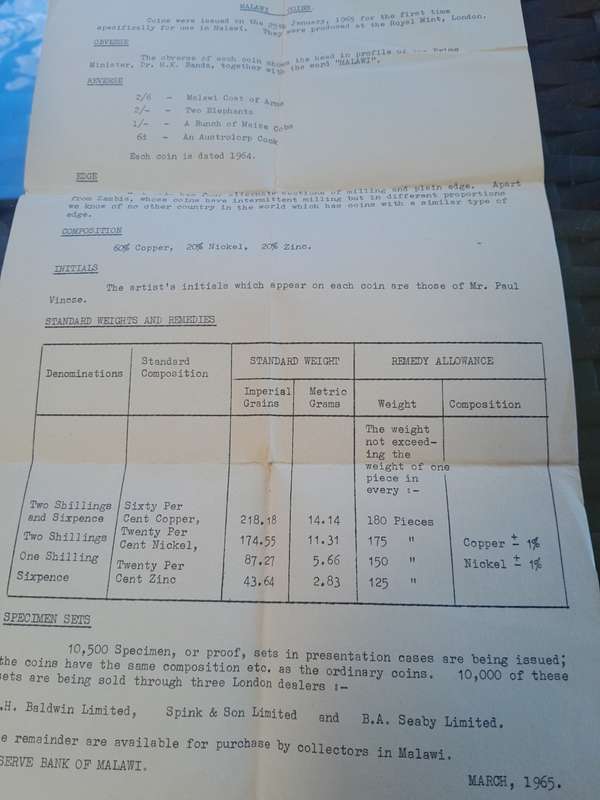 MALAWI COINS
Coins were issued on the 25th January, 1965 for the first time
specifically for use in Malawi. They were produced at the Royal Mint, London.
OBVERSE
The obverse of each coin shows the head in profile of the Prime
Minister, Dr. H.K. Banda, together with the word "MALAWI".
REVERSE
2/6 - Malawi Coat of Arms
2/- - Two Elephants
1/- - A Bunch of Maize Cobs
6d - An Australorp Cock
Each coin is dated 1964.
EDGE
alternate sections of milling and plain edge. Apart
from Zambia, whose coins have intermittent milling but in different proportions
we know of no other country in the world which has coins with a similar type of
edge.
COMPOSITION
60% Copper, 20% Nickel, 20% Zinc.
INITIALS
The artist's initials which appear on each coin are those of Mr. Paul
Vincze.
STANDARD WEIGHTS AND REMEDIES
Denominations Standard Composition STANDARD WEIGHT REMEDY ALLOWANCE
Imperial Grains Metric Grams Weight Composition
The weight
not exceed-
ing the
weight of one
piece in
every :-
Two Shillings and Sixpence Sixty Per Cent Copper, 218.18 14.14 180 Pieces
Two Shillings Twenty Per Cent Nickel, 174.55 11.31 175 " Copper ± 1%
One Shilling Twenty Per 87.27 5.66 150 " Nickel ± 1%
Sixpence Cent Zinc 43.64 2.83 125 "
SPECIMEN SETS
10,500 Specimen, or proof, sets in presentation cases are being issued;
the coins have the same composition etc. as the ordinary coins. 10,000 of these
sets are being sold through three London dealers :-
.H. Baldwin Limited, Spink & Son Limited and B.A. Seaby Limited.
e remainder are available for purchase by collectors in Malawi.
SERVE BANK OF MALAWI.
MARCH, 1965.